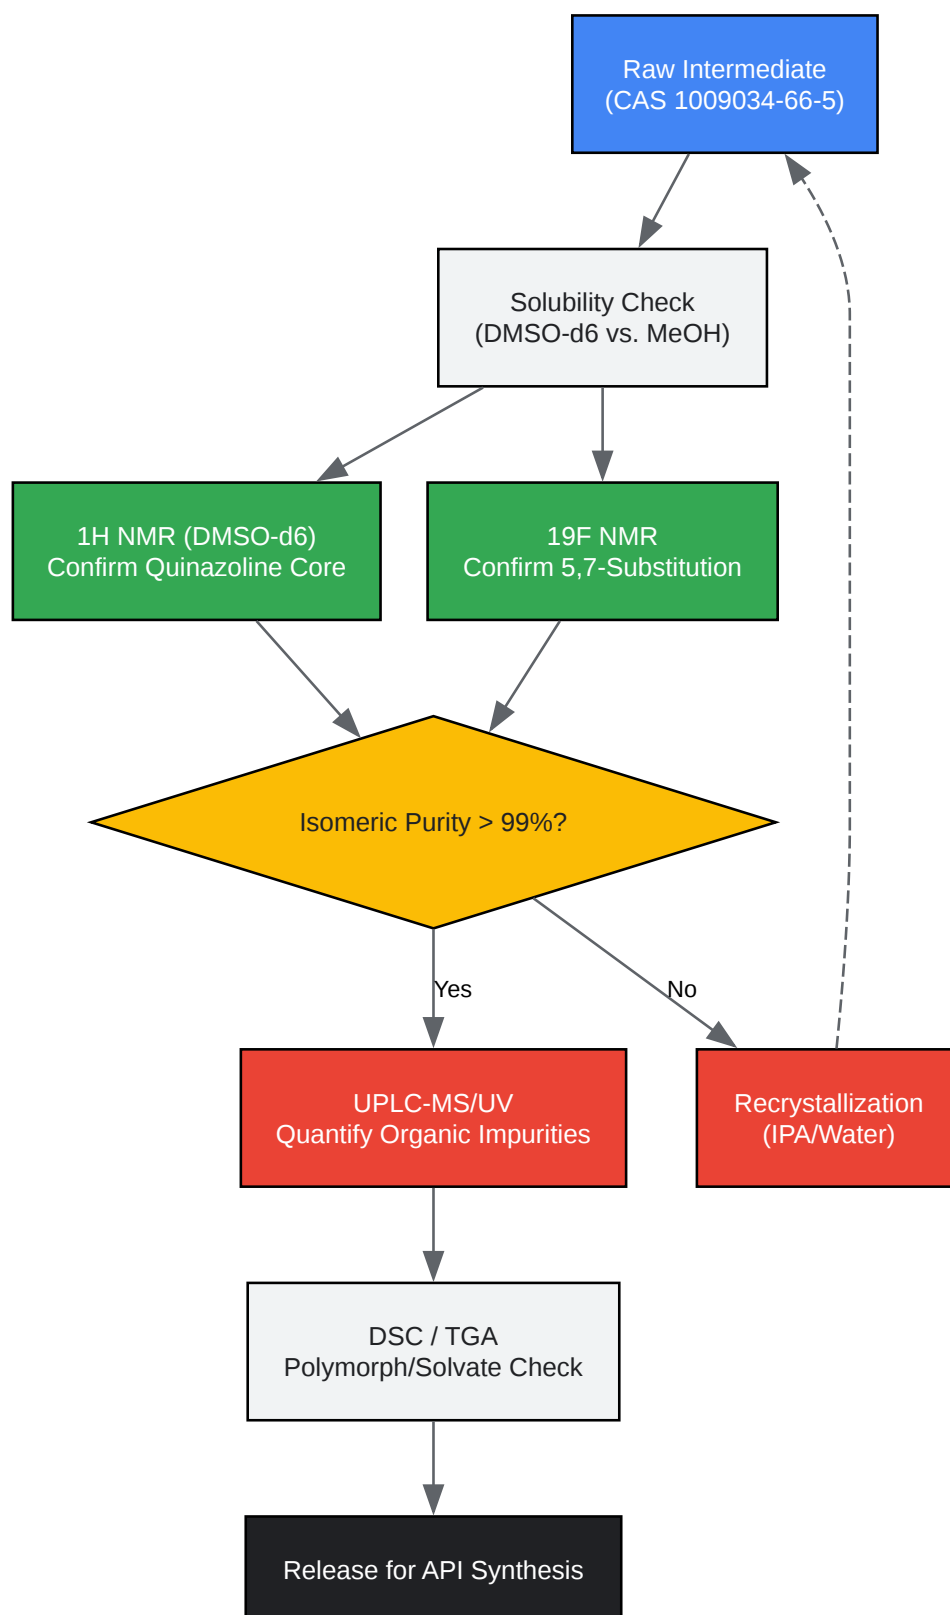 Raw Intermediate
(CAS 1009034-66-5)
Solubility Check
(DMSO-d6 vs. MeOH)
1H NMR (DMSO-d6)
Confirm Quinazoline Core
19F NMR
Confirm 5,7-Substitution
Isomeric Purity > 99%?
Yes
No
UPLC-MS/UV
Quantify Organic Impurities
Recrystallization
(IPA/Water)
DSC / TGA
Polymorph/Solvate Check
Release for API Synthesis